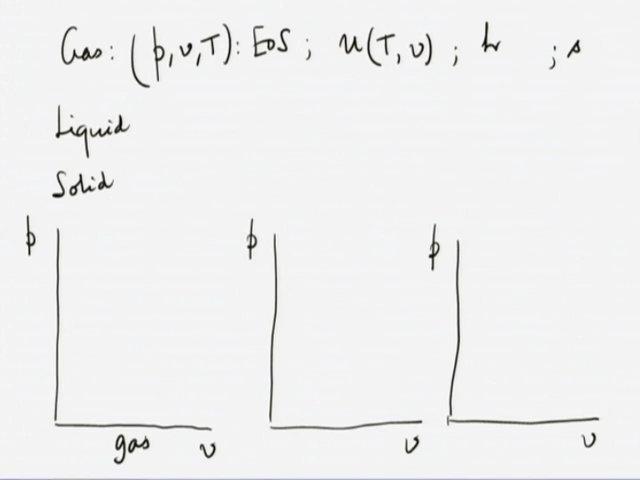 Gas: (p,v,T): EoS ; u(T,v) ; h ; s
Liquid
Solid
p p p
gas v v v